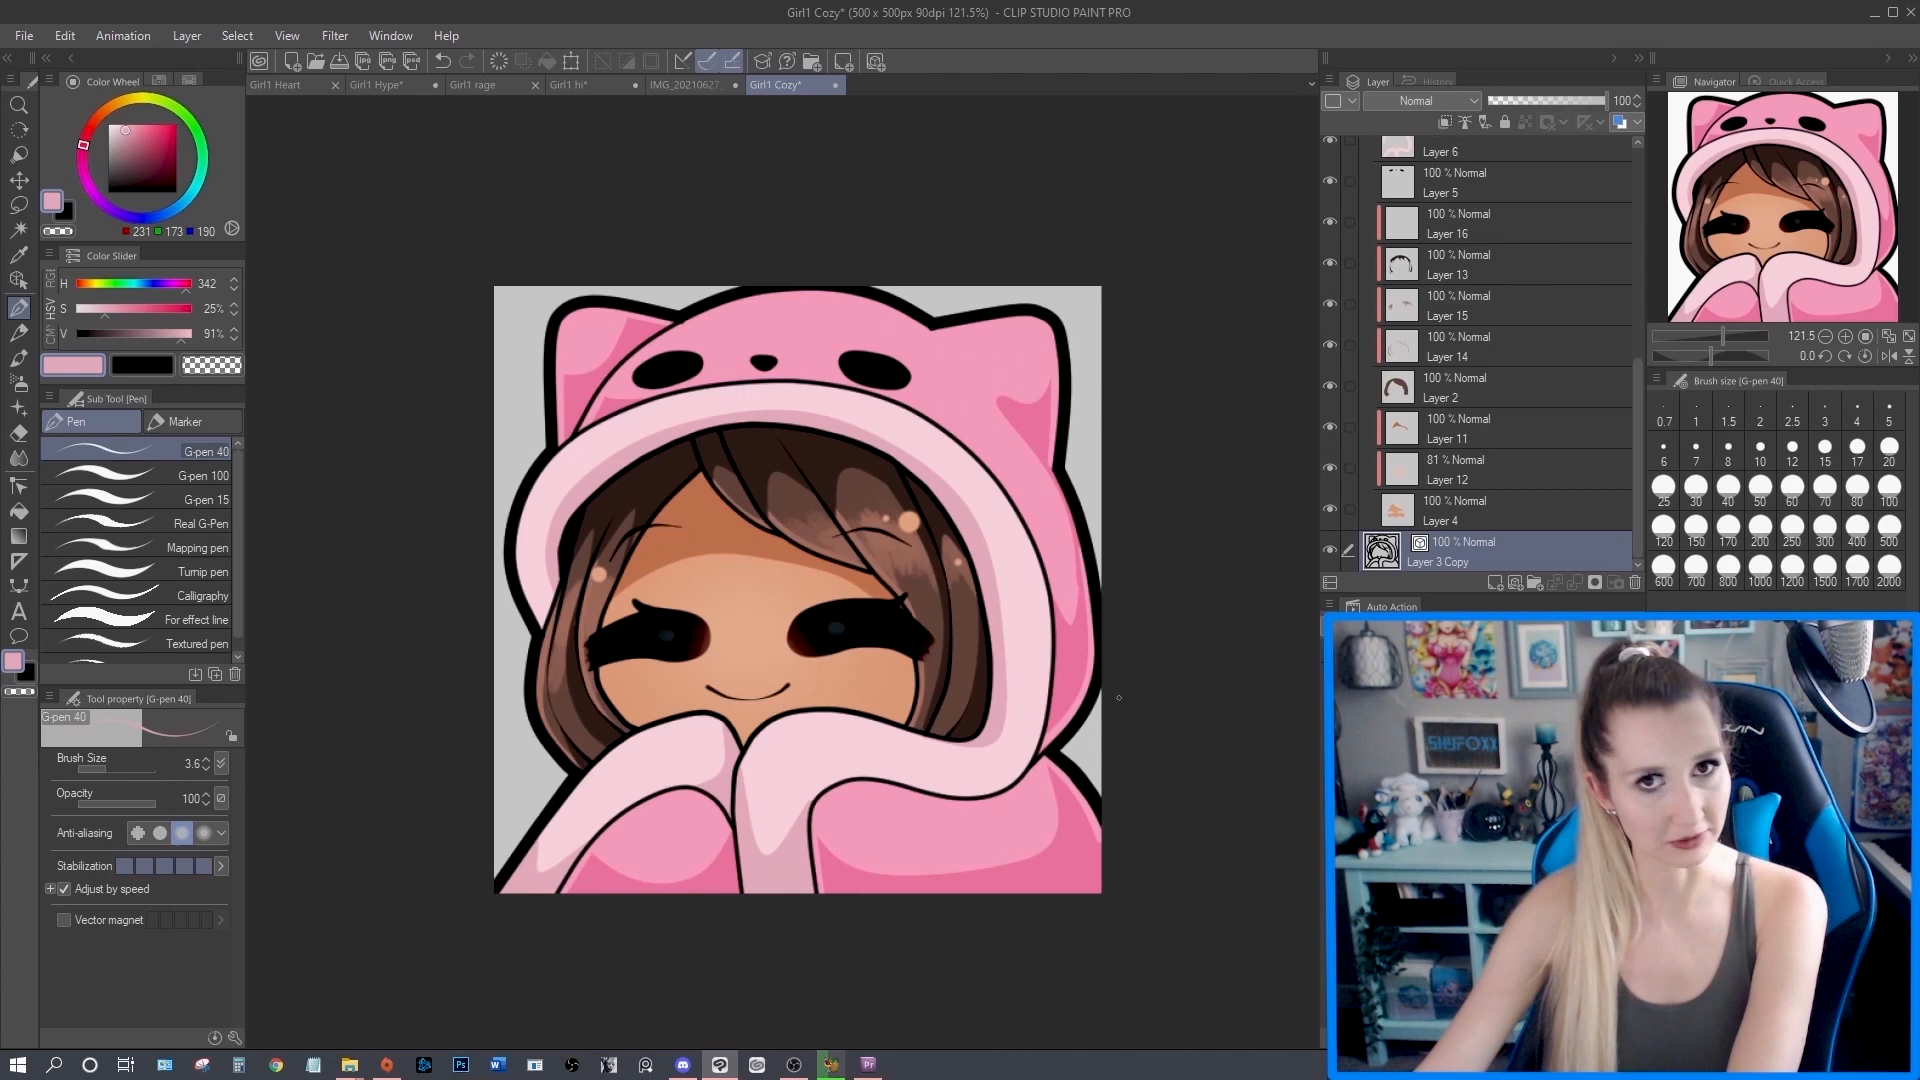 Girl1 Cozy* (500 x 500px 90dpi 121.5%) - CLIP STUDIO PAINT PRO
File Edit Animation Layer Select View Filter Window Help
Color Wheel
Girl1 Heart
Girl1 Hype*
Girl1 rage
Girl1 hi*
IMG_20210627...
Girl1 Cozy*
Layer
History
Navigator
Quick Access
Normal
100
231 173 190
Color Slider
RGB
HSV
H 342
S 25%
V 91%
Sub Tool [Pen]
Pen
Marker
G-pen 40
G-pen 100
G-pen 15
Real G-Pen
Mapping pen
Turnip pen
Calligraphy
For effect line
Textured pen
Tool property [G-pen 40]
G-pen 40
Brush Size 3.6
Opacity 100
Anti-aliasing
Stabilization
Adjust by speed
Vector magnet
Layer 6
100 % Normal
Layer 5
100 % Normal
Layer 16
100 % Normal
Layer 13
100 % Normal
Layer 15
100 % Normal
Layer 14
100 % Normal
Layer 2
100 % Normal
Layer 11
81 % Normal
Layer 12
100 % Normal
Layer 4
100 % Normal
Layer 3 Copy
Auto Action
121.5
0.0
Brush size [G-pen 40]
0.7 1 1.5 2 2.5 3 4 5
6 7 8 10 12 15 17 20
25 30 40 50 60 70 80 100
120 150 170 200 250 300 400 500
600 700 800 1000 1200 1500 1700 2000
SKYFOXX